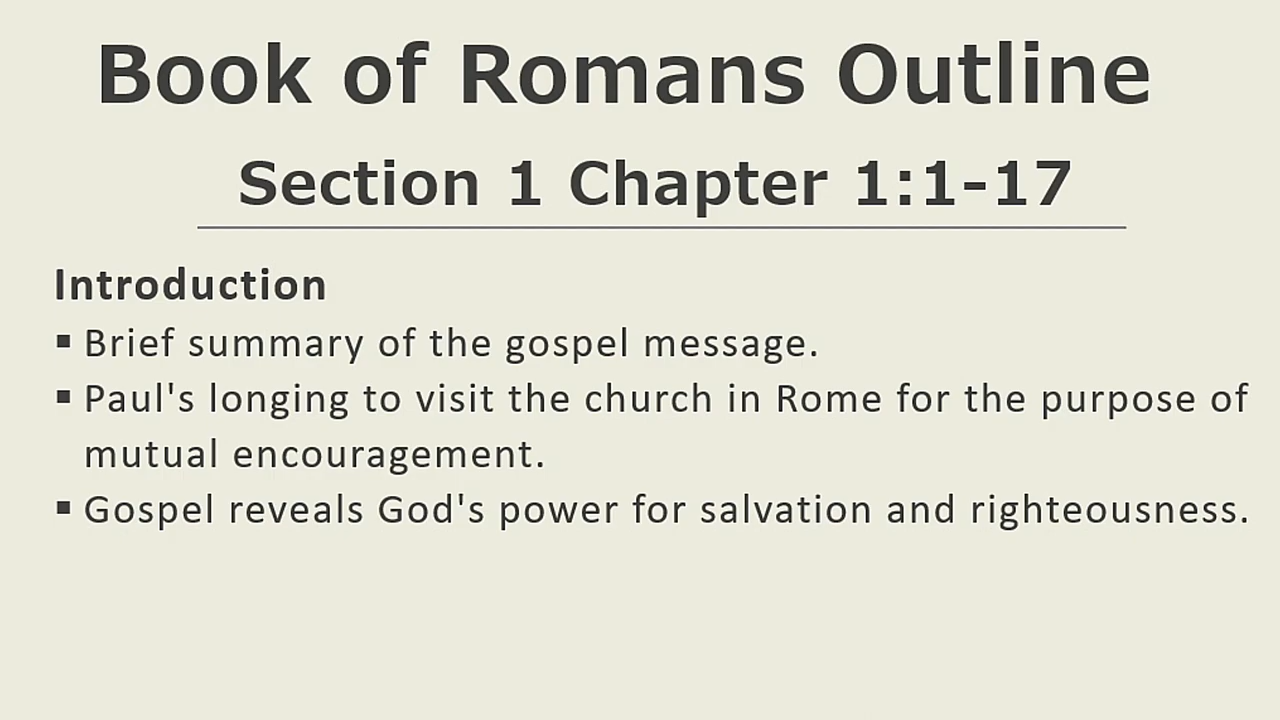 Book of Romans Outline
Section 1 Chapter 1:1-17
Introduction
▪ Brief summary of the gospel message.
▪ Paul's longing to visit the church in Rome for the purpose of
mutual encouragement.
▪ Gospel reveals God's power for salvation and righteousness.